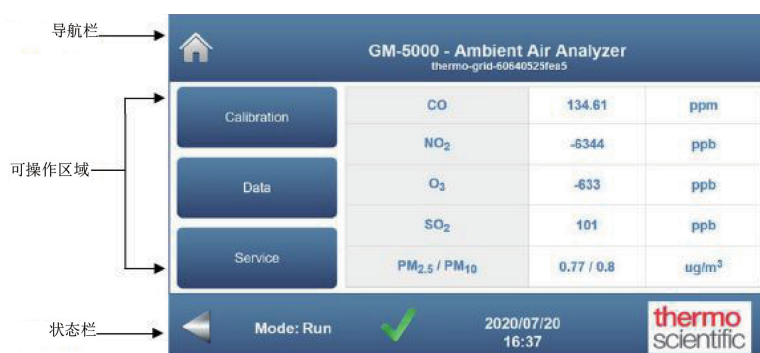 导航栏
GM-5000 - Ambient Air Analyzer
thermo-grid-60640525fea5
可操作区域
Calibration
Data
Service
CO 134.61 ppm
NO₂ -6344 ppb
O₃ -633 ppb
SO₂ 101 ppb
PM₂.₅ / PM₁₀ 0.77 / 0.8 ug/m³
状态栏
Mode: Run
2020/07/20
16:37
thermo
scientific